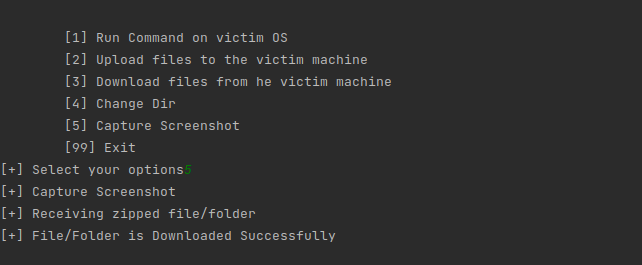 [1] Run Command on victim OS
[2] Upload files to the victim machine
[3] Download files from he victim machine
[4] Change Dir
[5] Capture Screenshot
[99] Exit
[+] Select your options5
[+] Capture Screenshot
[+] Receiving zipped file/folder
[+] File/Folder is Downloaded Successfully